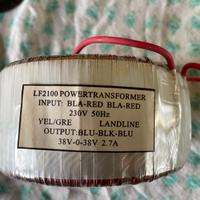 LF2100 POWERTRANSFORMER
INPUT: BLA-RED BLA-RED
230V 50Hz
YEL/GRE LANDLINE
OUTPUT:BLU-BLK-BLU
38V-0-38V 2.7A